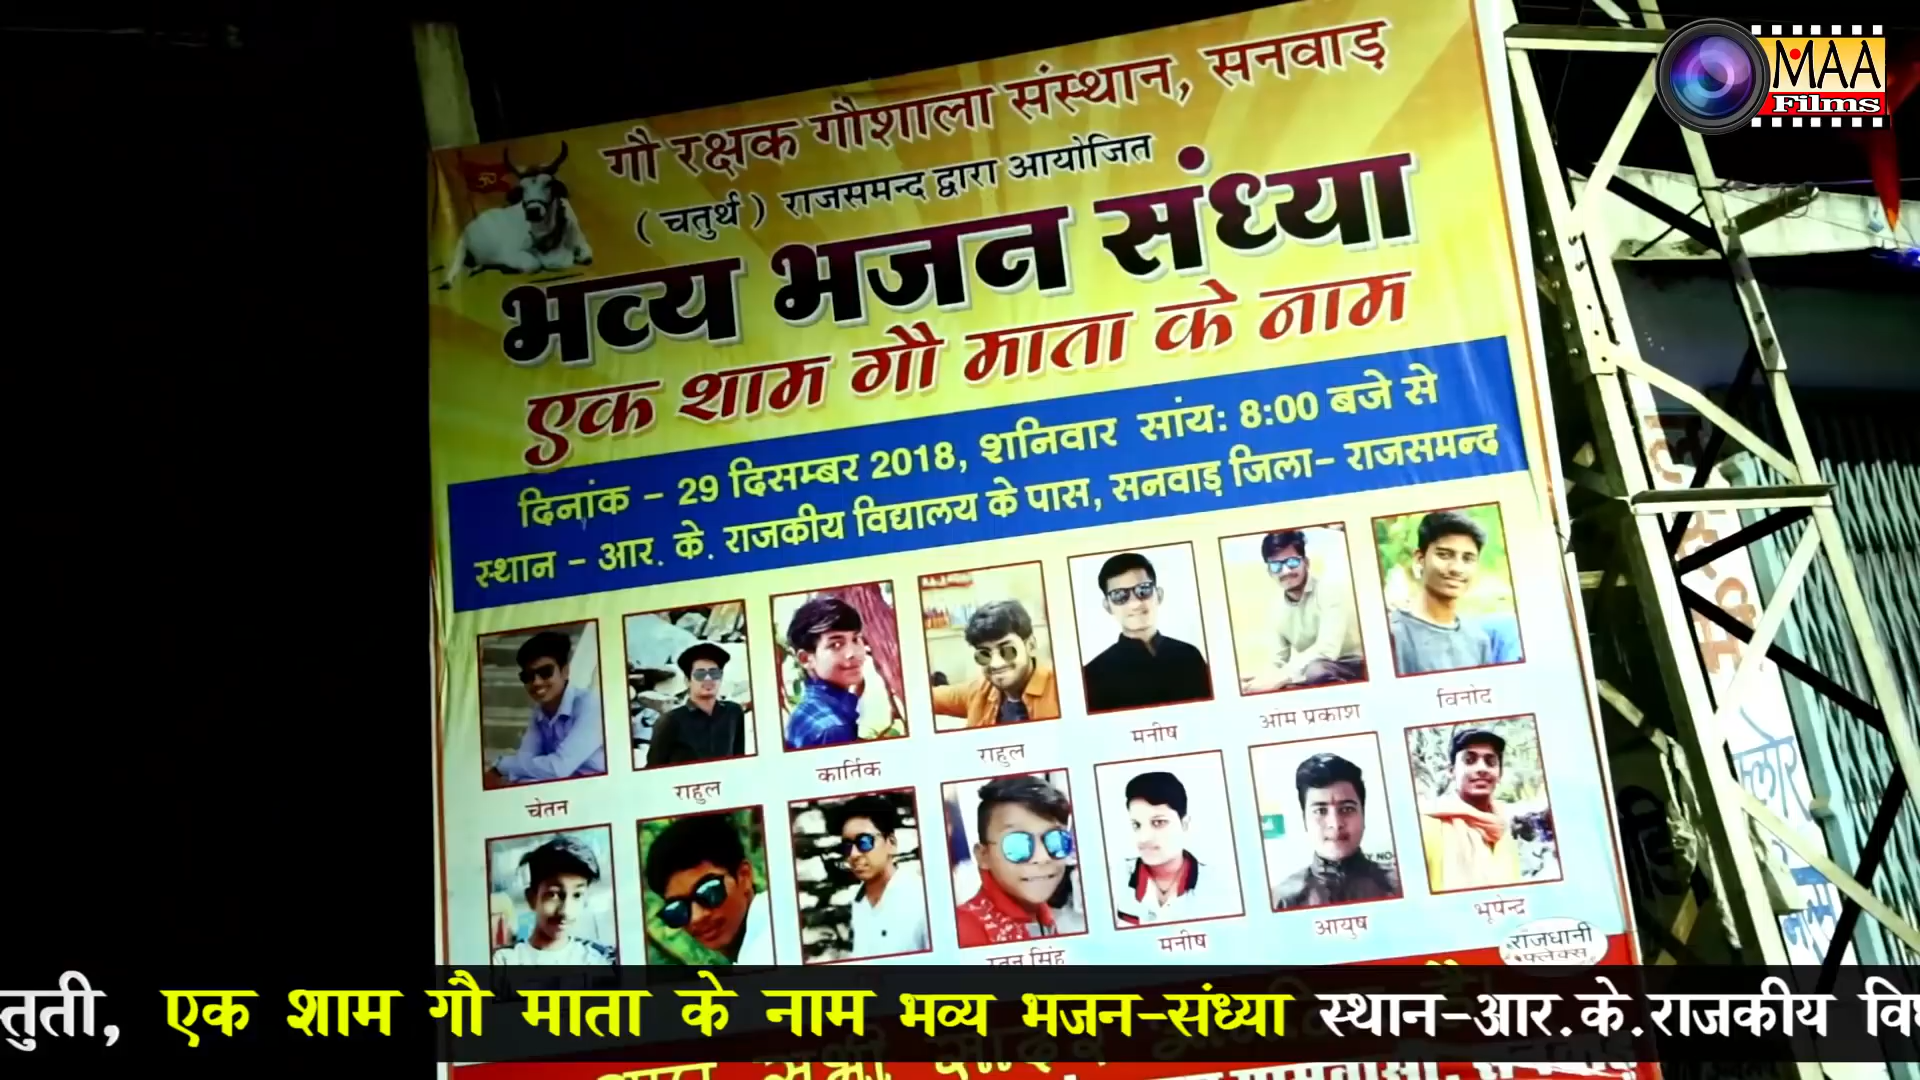 MAA
Films
गौ रक्षक गौशाला संस्थान, सनवाड़
( चतुर्थ ) राजसमन्द द्वारा आयोजित
भव्य भजन संध्या
एक शाम गौ माता के नाम
दिनांक - 29 दिसम्बर 2018, शनिवार सांय: 8:00 बजे से
स्थान - आर. के. राजकीय विद्यालय के पास, सनवाड़ जिला- राजसमन्द
चेतन
राहुल
कार्तिक
राहुल
मनीष
ओम प्रकाश
विनोद
रतन सिंह
मनीष
आयुष
भूपेन्द्र
राजधानी
फ्लेक्स
तुती, एक शाम गौ माता के नाम भव्य भजन-संध्या स्थान-आर.के.राजकीय वि